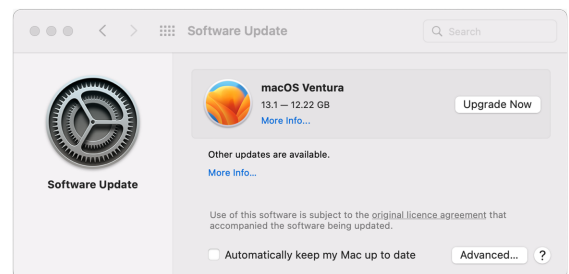 Software Update
Search
macOS Ventura
13.1 — 12.22 GB
More Info...
Upgrade Now
Other updates are available.
More Info...
Software Update
Use of this software is subject to the original licence agreement that
accompanied the software being updated.
Automatically keep my Mac up to date
Advanced...
?